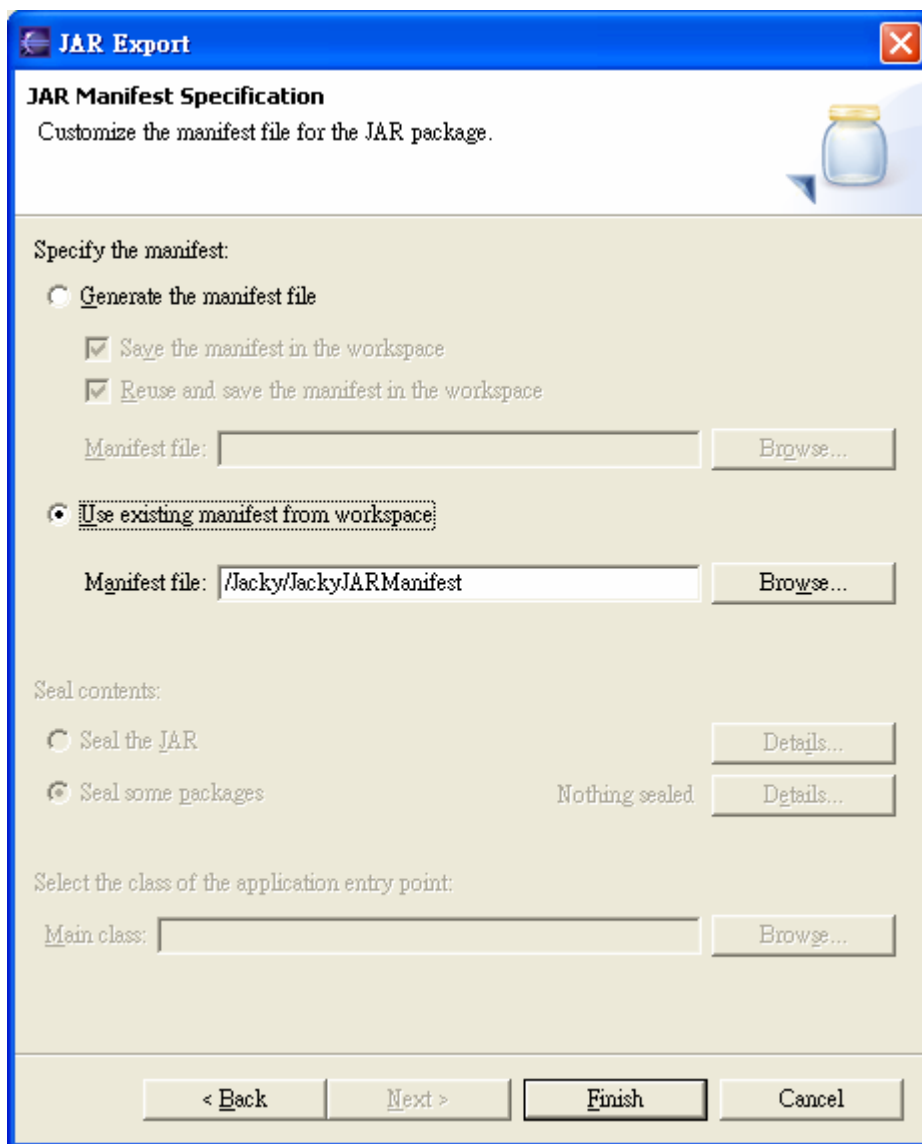 JAR Export
JAR Manifest Specification
Customize the manifest file for the JAR package.
Specify the manifest:
Generate the manifest file
Save the manifest in the workspace
Reuse and save the manifest in the workspace
Manifest file: Browse...
Use existing manifest from workspace
Manifest file: /Jacky/JackyJARManifest Browse...
Seal contents:
Seal the JAR Details...
Seal some packages Nothing sealed Details...
Select the class of the application entry point:
Main class: Browse...
< Back Next > Finish Cancel